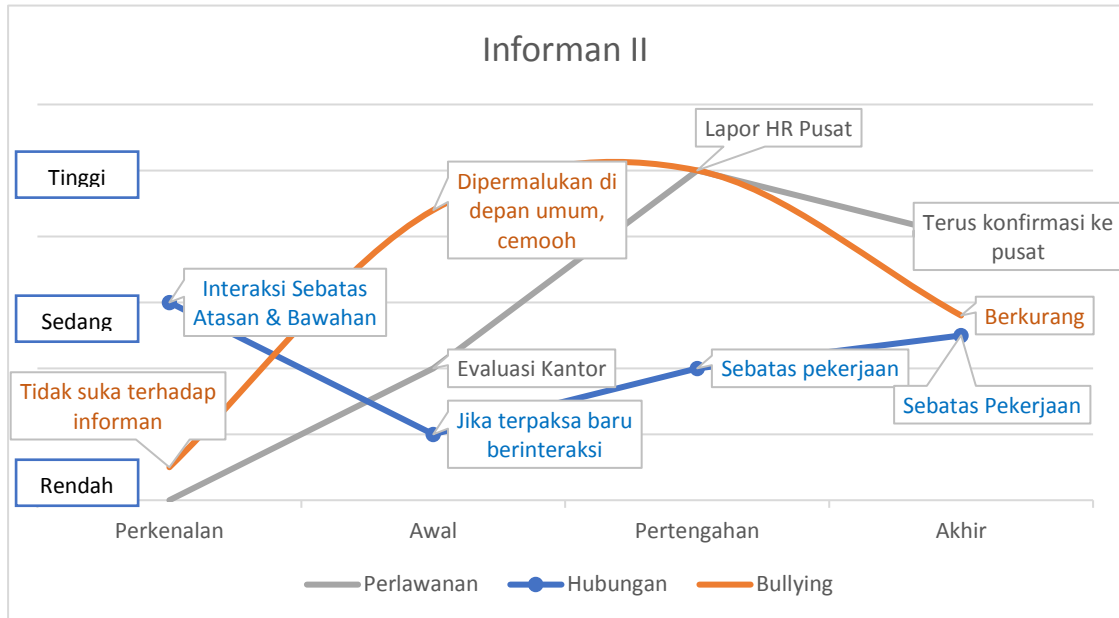 Informan II
Lapor HR Pusat
Tinggi
Dipermalukan di
depan umum,
cemooh
Terus konfirmasi ke
pusat
Interaksi Sebatas
Atasan & Bawahan
Sedang
Berkurang
Evaluasi Kantor
Sebatas pekerjaan
Tidak suka terhadap
informan
Sebatas Pekerjaan
Jika terpaksa baru
berinteraksi
Rendah
Perkenalan Awal Pertengahan Akhir
Perlawanan Hubungan Bullying